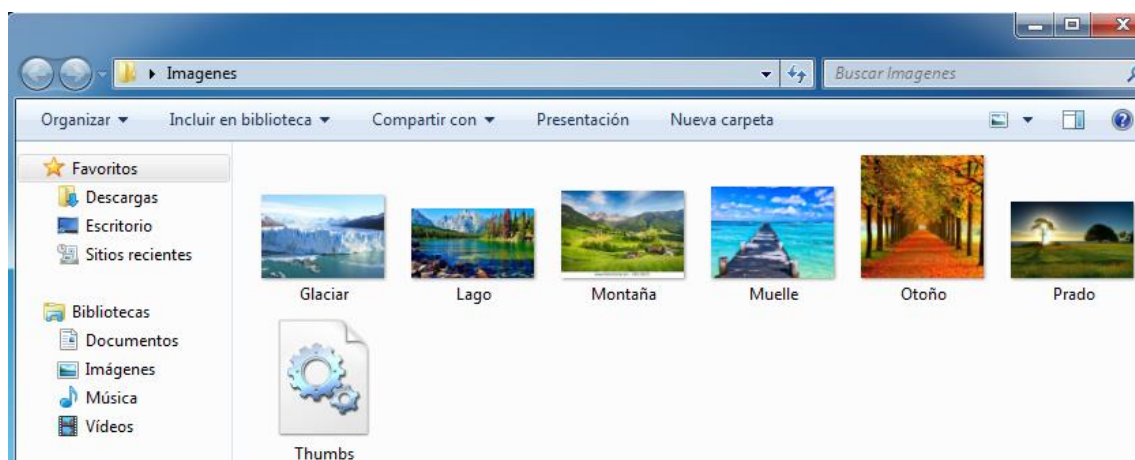 Imagenes
Buscar Imagenes
Organizar Incluir en biblioteca Compartir con Presentación Nueva carpeta
Favoritos
Descargas
Escritorio
Sitios recientes
Bibliotecas
Documentos
Imágenes
Música
Vídeos
Glaciar Lago Montaña Muelle Otoño Prado
Thumbs